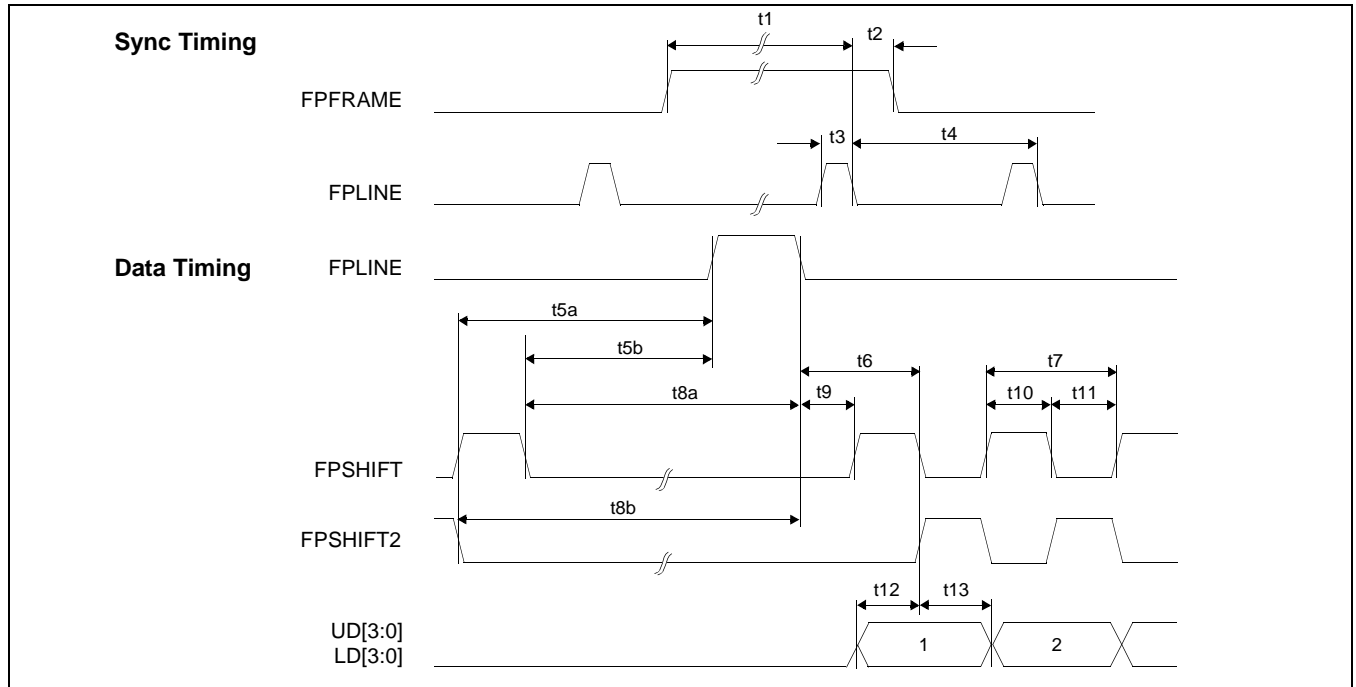 t1
Sync Timing
t2
FPFRAME
t3
t4
FPLINE
Data Timing
FPLINE
t5a
t5b
t6
t7
t8a
t9
t10
t11
FPSHIFT
t8b
FPSHIFT2
t12
t13
UD[3:0]
LD[3:0]
1
2